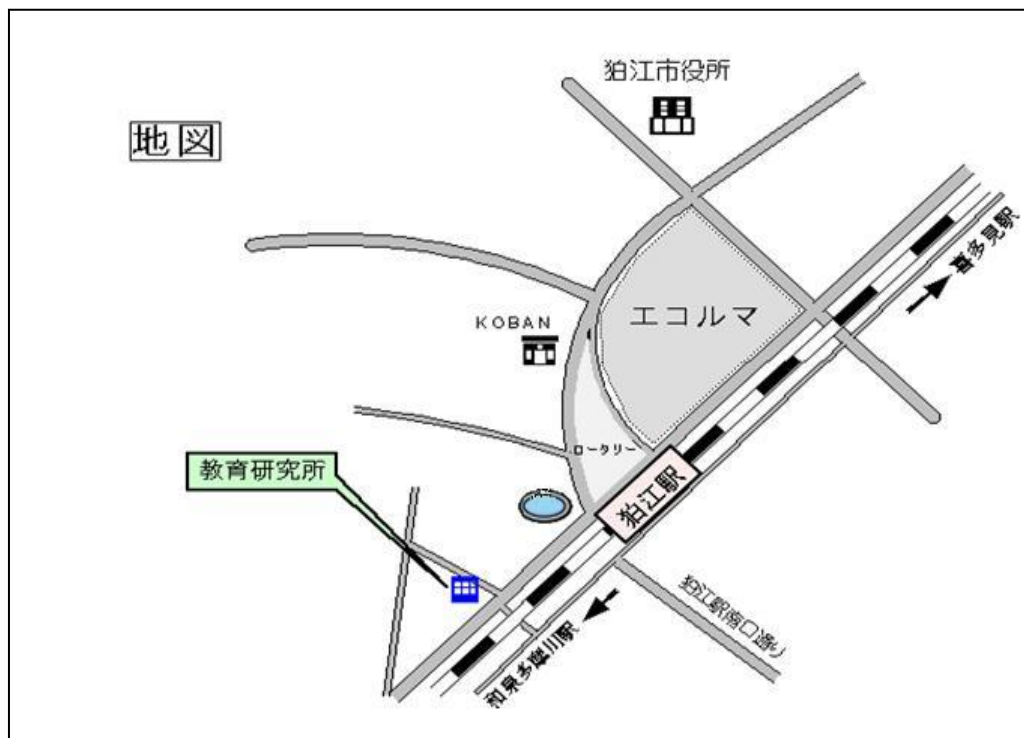 狛江市役所
地図
喜多見駅
エコルマ
KOBAN
ロータリー
教育研究所
狛江駅
狛江駅南口通り
和泉多摩川駅